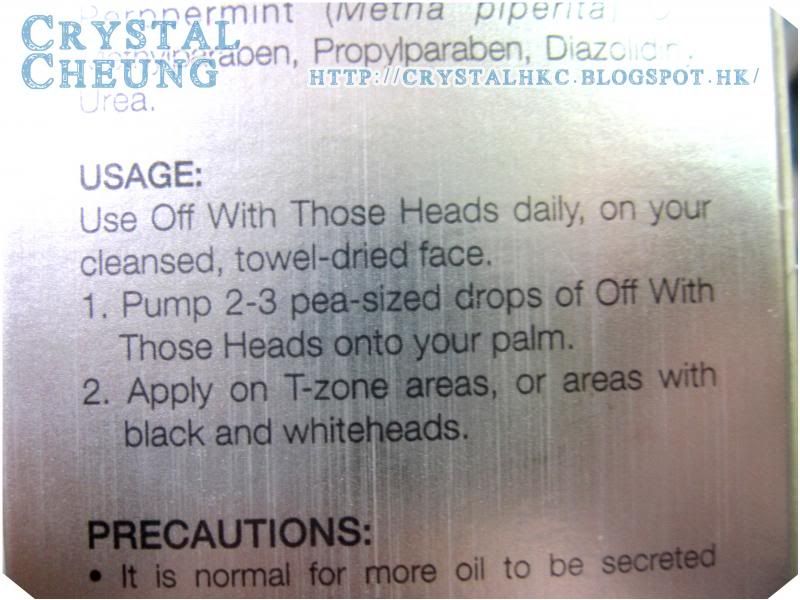 Peppermint (Metha piperita)
CRYSTAL
CHEUNG
Propylparaben,
HTTP://CRYSTALHKC.BLOGSPOT.HK/
Urea.
USAGE:
Use Off With Those Heads daily, on your
cleansed, towel-dried face.
1. Pump 2-3 pea-sized drops of Off With
Those Heads onto your palm.
2. Apply on T-zone areas, or areas with
black and whiteheads.
PRECAUTIONS:
• It is normal for more oil to be secreted